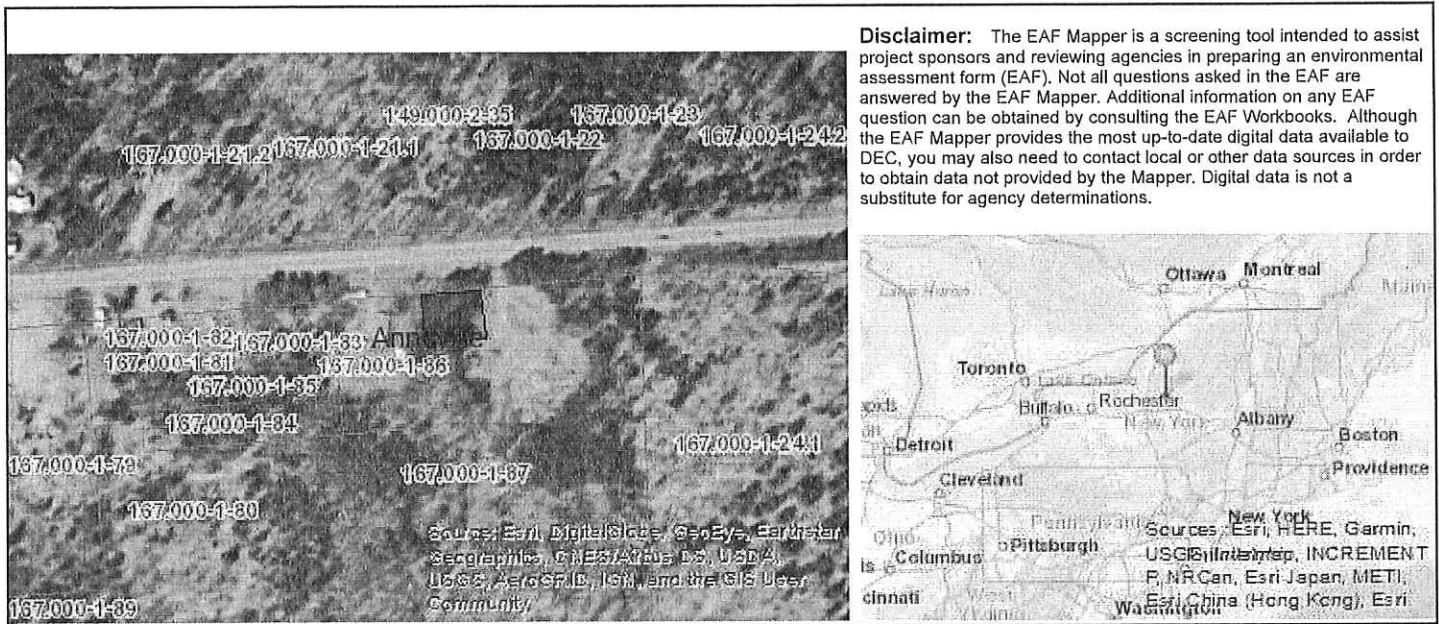 Disclaimer: The EAF Mapper is a screening tool intended to assist
project sponsors and reviewing agencies in preparing an environmental
assessment form (EAF). Not all questions asked in the EAF are
answered by the EAF Mapper. Additional information on any EAF
question can be obtained by consulting the EAF Workbooks. Although
the EAF Mapper provides the most up-to-date digital data available to
DEC, you may also need to contact local or other data sources in order
to obtain data not provided by the Mapper. Digital data is not a
substitute for agency determinations.
149.000-2-35
167.000-1-23
167.000-1-21.2
167.000-1-21.1
167.000-1-22
167.000-1-24.2
167.000-1-82
167.000-1-83
Annsville
167.000-1-81
167.000-1-86
167.000-1-85
167.000-1-84
167.000-1-24.1
167.000-1-79
167.000-1-87
167.000-1-80
167.000-1-89
Sources: Esri, DigitalGlobe, GeoEye, Earthstar
Geographics, CNES/Airbus DS, USDA,
USGS, AeroGRID, IGN, and the GIS User
Community
Ottawa
Montreal
Toronto
Rochester
Buffalo
New York
Albany
Detroit
Boston
Providence
Cleveland
New York
Pennsylvania
Pittsburgh
Columbus
cinnati
West
Washington
Sources: Esri, HERE, Garmin,
USGS, Intermap, INCREMENT
P, NRCan, Esri Japan, METI,
Esri China (Hong Kong), Esri